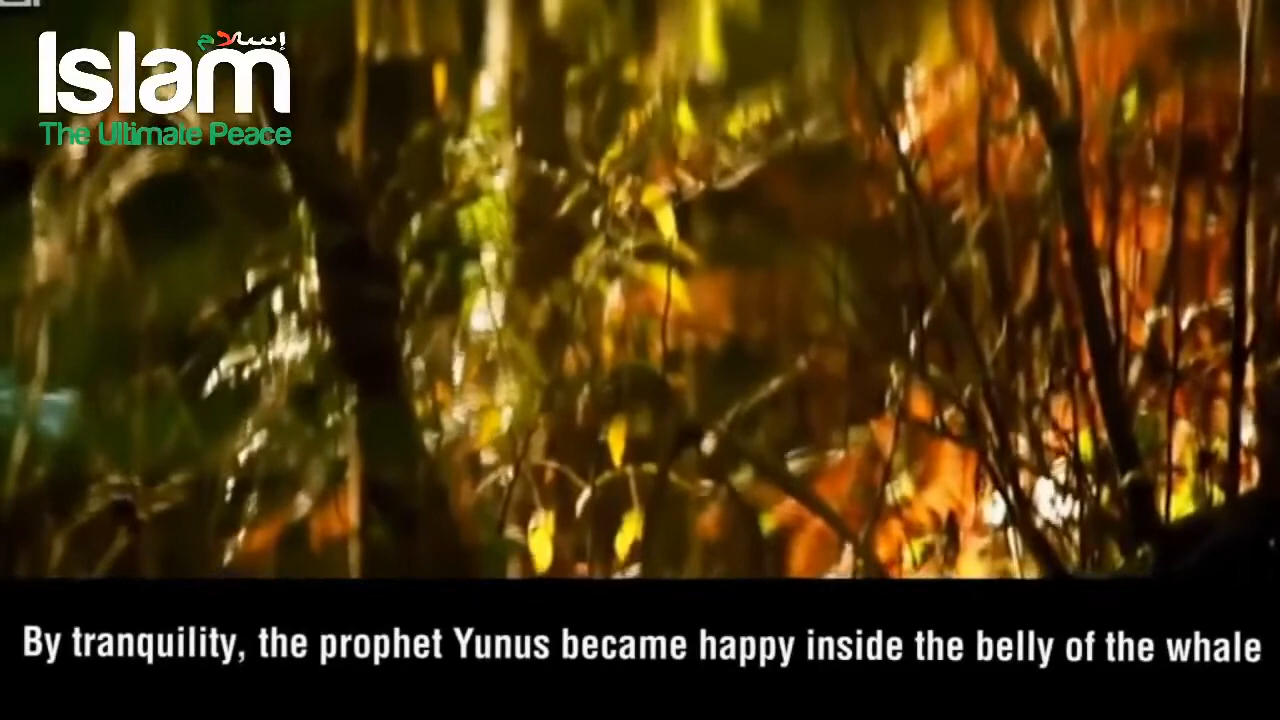 إسلام
Islam
The Ultimate Peace
By tranquility, the prophet Yunus became happy inside the belly of the whale